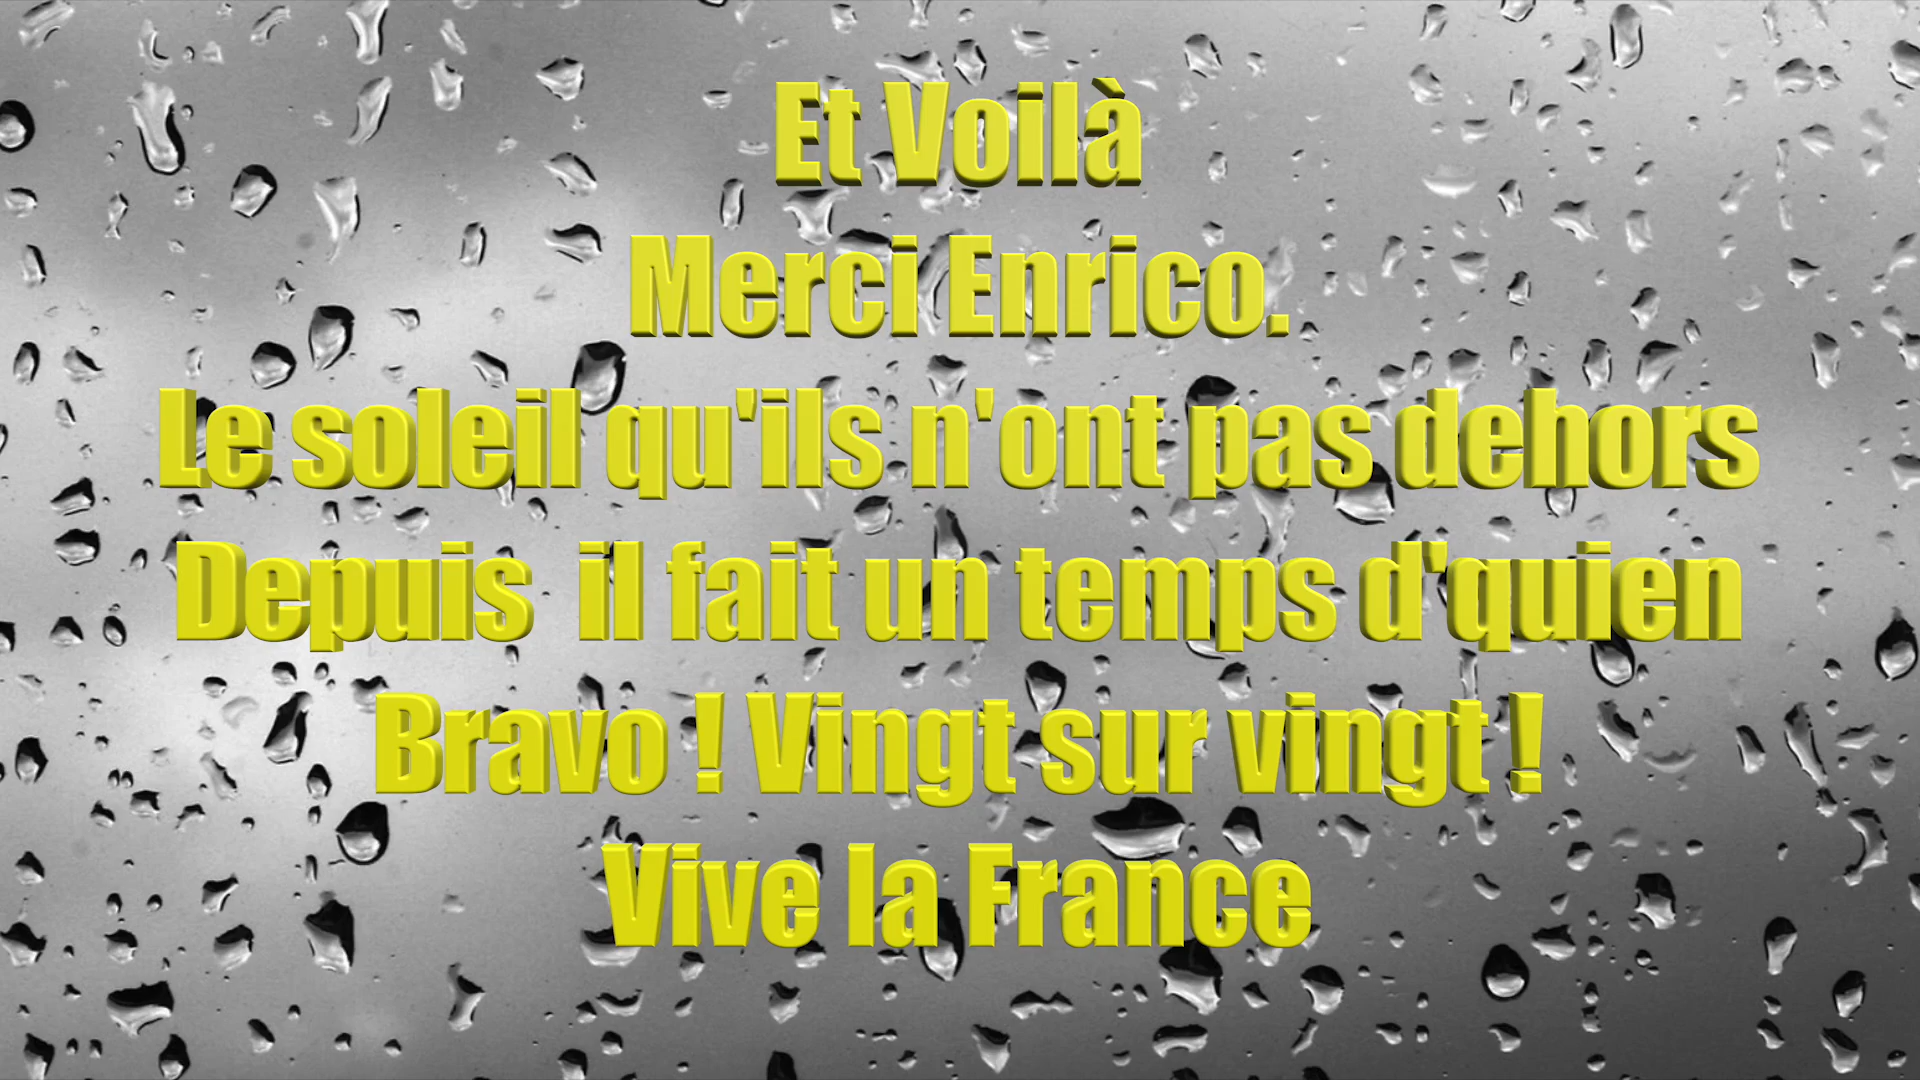 Et Voilà
Merci Enrico.
Le soleil qu'ils n'ont pas dehors
Depuis  il fait un temps d'quien
Bravo ! Vingt sur vingt !
Vive la France